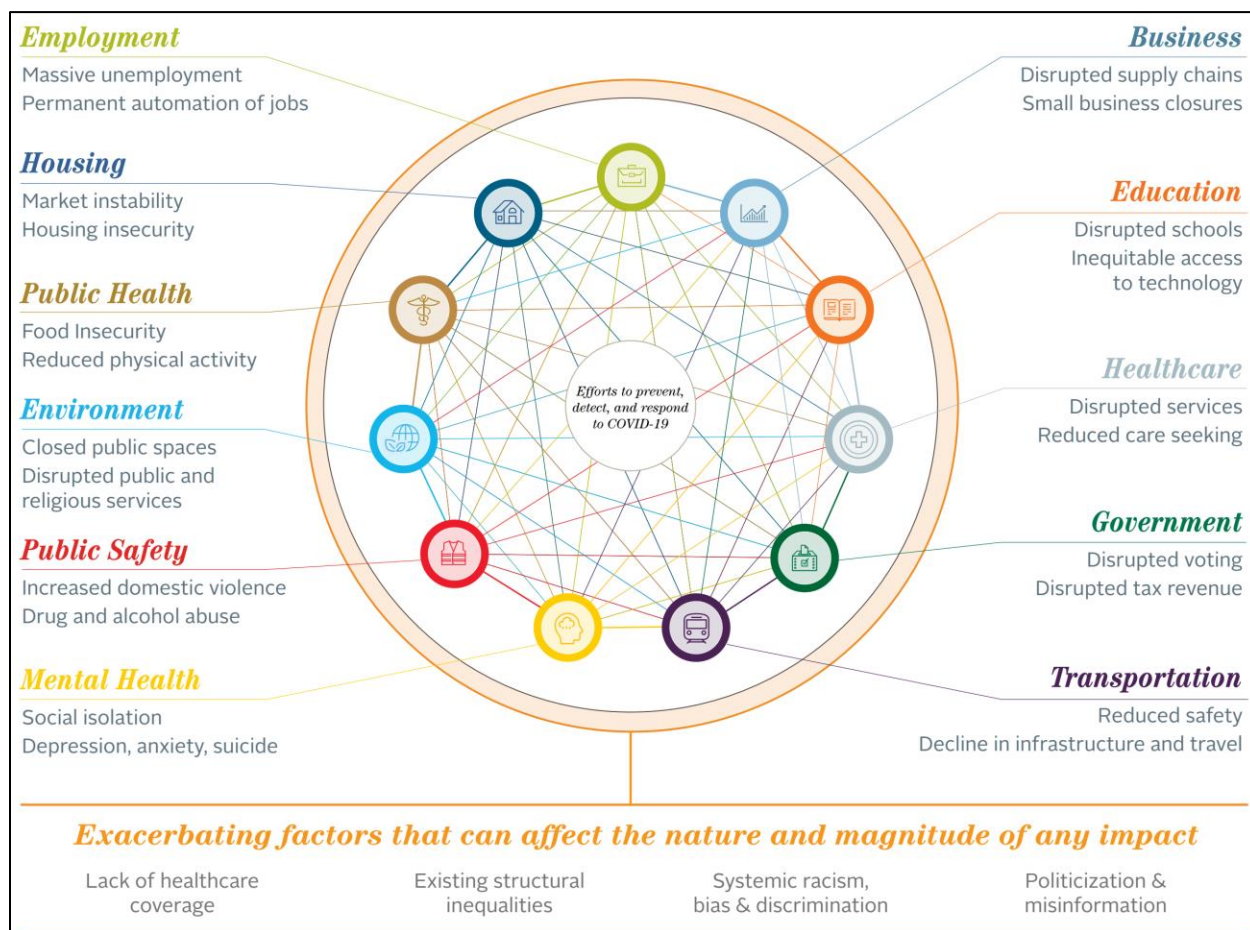 Employment
Massive unemployment
Permanent automation of jobs
Housing
Market instability
Housing insecurity
Public Health
Food Insecurity
Reduced physical activity
Environment
Closed public spaces
Disrupted public and
religious services
Public Safety
Increased domestic violence
Drug and alcohol abuse
Mental Health
Social isolation
Depression, anxiety, suicide
Efforts to prevent,
detect, and respond
to COVID-19
Business
Disrupted supply chains
Small business closures
Education
Disrupted schools
Inequitable access
to technology
Healthcare
Disrupted services
Reduced care seeking
Government
Disrupted voting
Disrupted tax revenue
Transportation
Reduced safety
Decline in infrastructure and travel
Exacerbating factors that can affect the nature and magnitude of any impact
Lack of healthcare
coverage
Existing structural
inequalities
Systemic racism,
bias & discrimination
Politicization &
misinformation